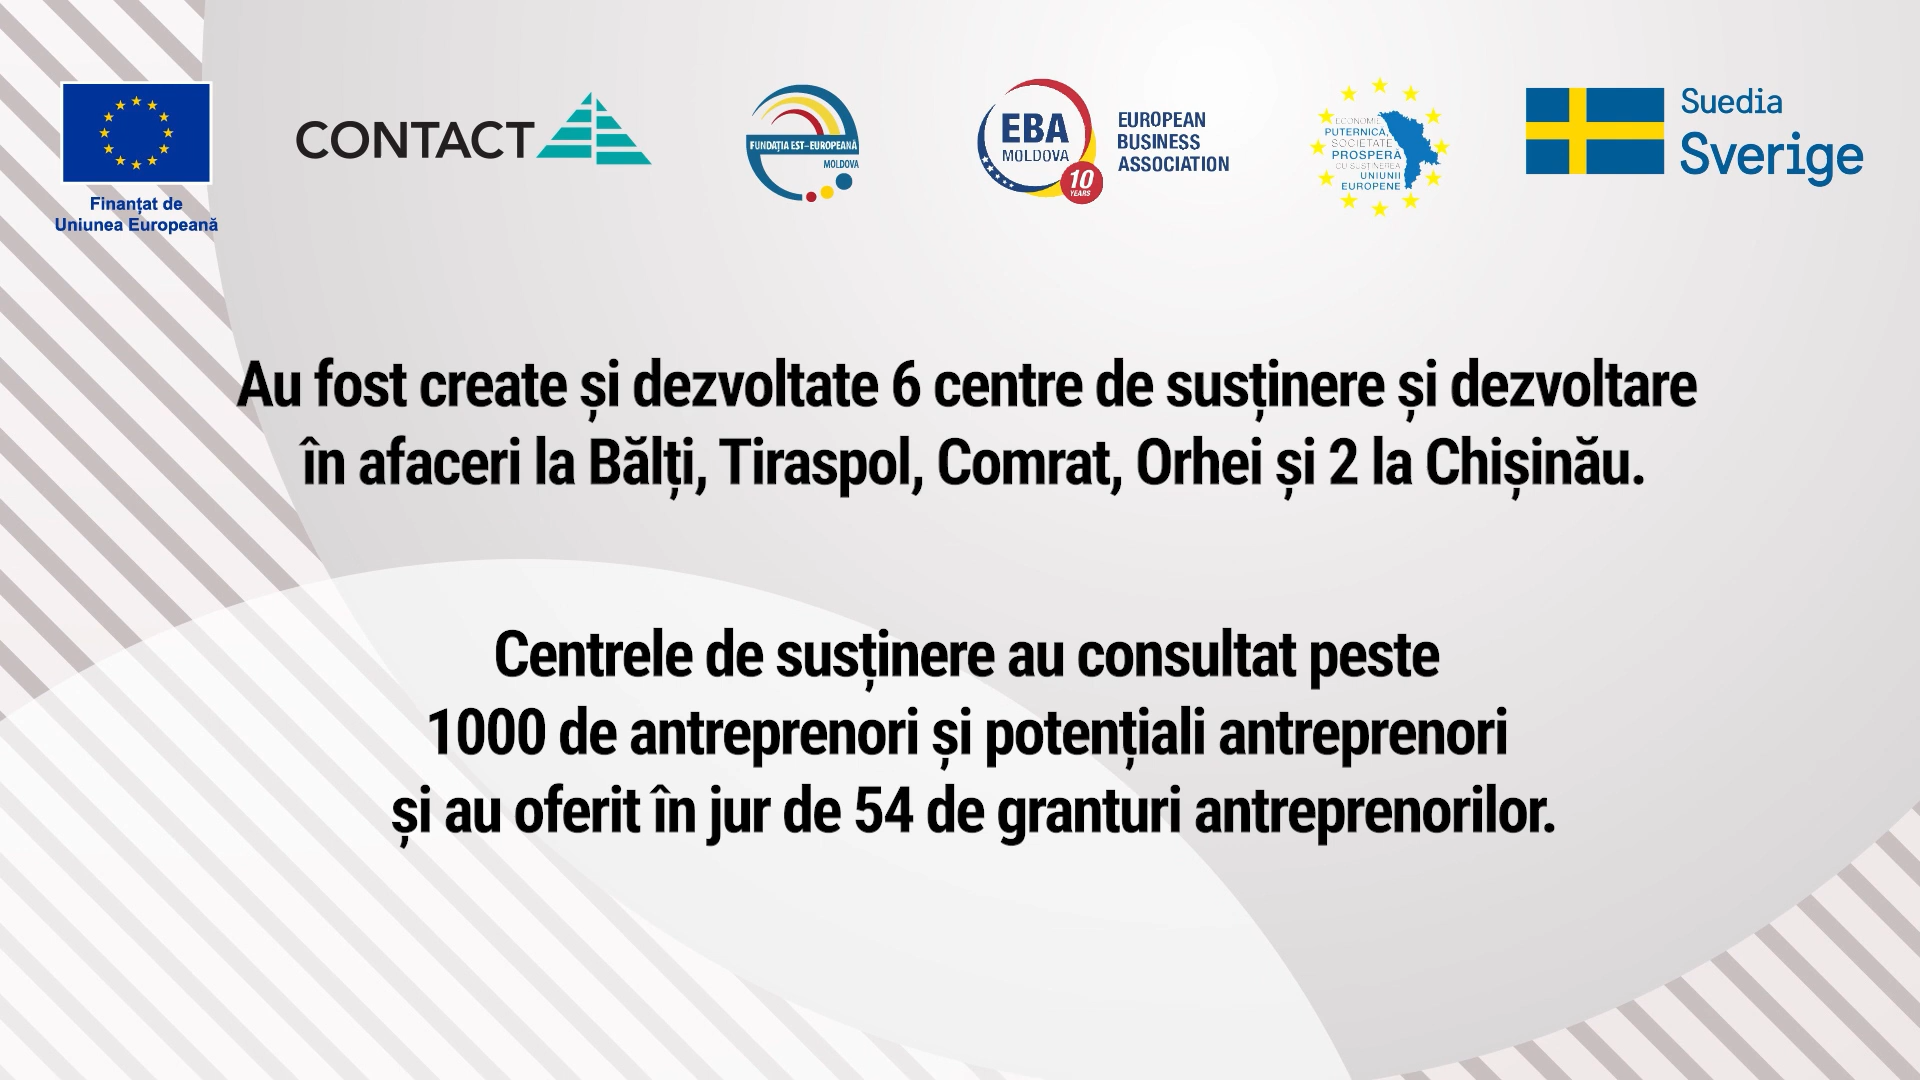 Finanțat de
Uniunea Europeană
CONTACT
FUNDAȚIA EST-EUROPEANĂ
MOLDOVA
EBA
MOLDOVA
10
YEARS
EUROPEAN
BUSINESS
ASSOCIATION
ECONOMIE
PUTERNICĂ,
SOCIETATE
PROSPERĂ
CU SUSȚINEREA
UNIUNII
EUROPENE
Suedia
Sverige
Au fost create și dezvoltate 6 centre de susținere și dezvoltare
în afaceri la Bălți, Tiraspol, Comrat, Orhei și 2 la Chișinău.
Centrele de susținere au consultat peste
1000 de antreprenori și potențiali antreprenori
și au oferit în jur de 54 de granturi antreprenorilor.